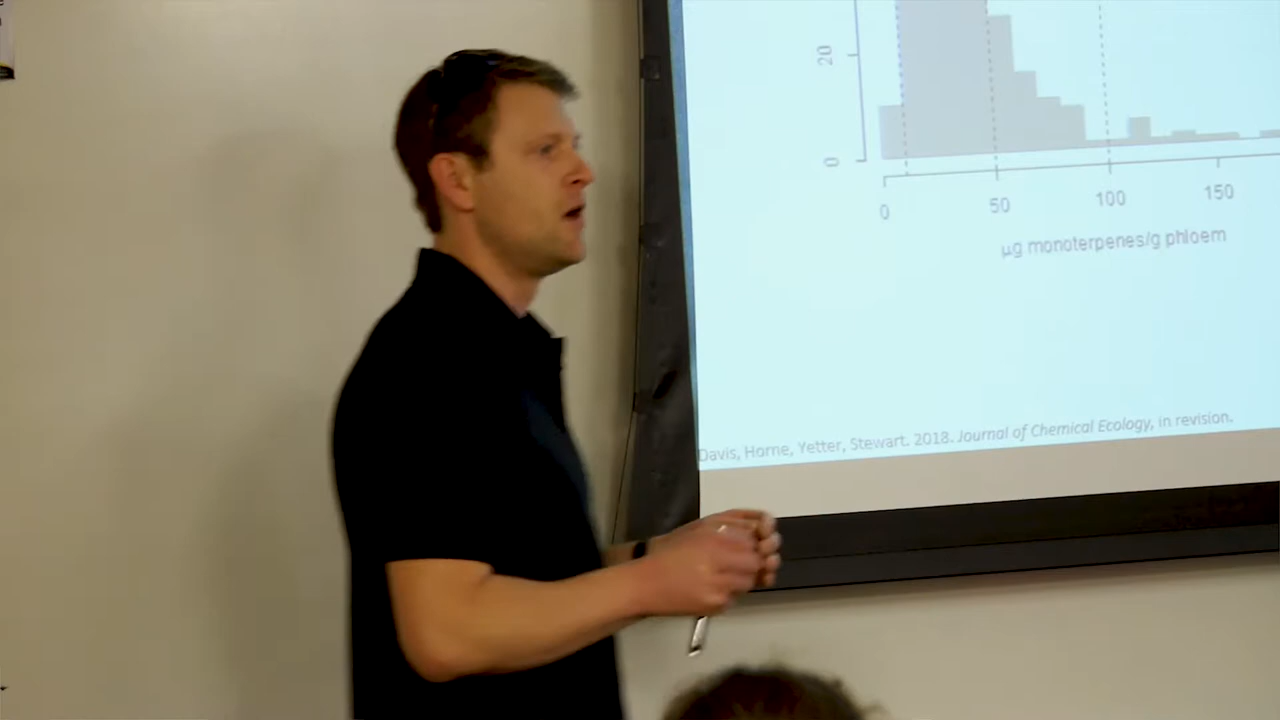 20
0
0 50 100 150
µg monoterpenes/g phloem
Davis, Horne, Yetter, Stewart. 2018. Journal of Chemical Ecology, in revision.